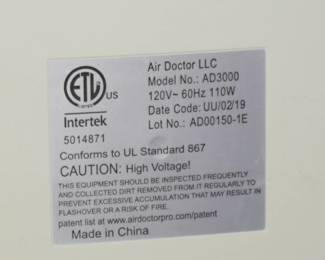 Air Doctor LLC
Model No.: AD3000
120V~ 60Hz 110W
Date Code: UU/02/19
Lot No.: AD00150-1E
ETL US
Intertek
5014871
Conforms to UL Standard 867
CAUTION: High Voltage!
THIS EQUIPMENT SHOULD BE INSPECTED FREQUENTLY
AND COLLECTED DIRT REMOVED FROM IT REGULARLY TO
PREVENT EXCESSIVE ACCUMULATION THAT MAY RESULT IN
FLASHOVER OR A RISK OF FIRE.
patent list at www.airdoctorpro.com/patent
Made in China